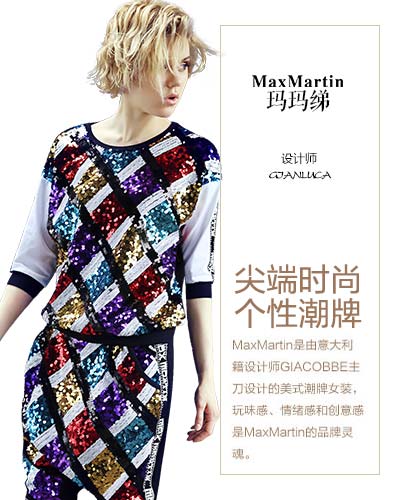 MaxMartin
玛玛绨
设计师
GIANLUCA
尖端时尚
个性潮牌
MaxMartin是由意大利
籍设计师GIACOBBE主
刀设计的美式潮牌女装，
玩味感、情绪感和创意感
是MaxMartin的品牌灵
魂。